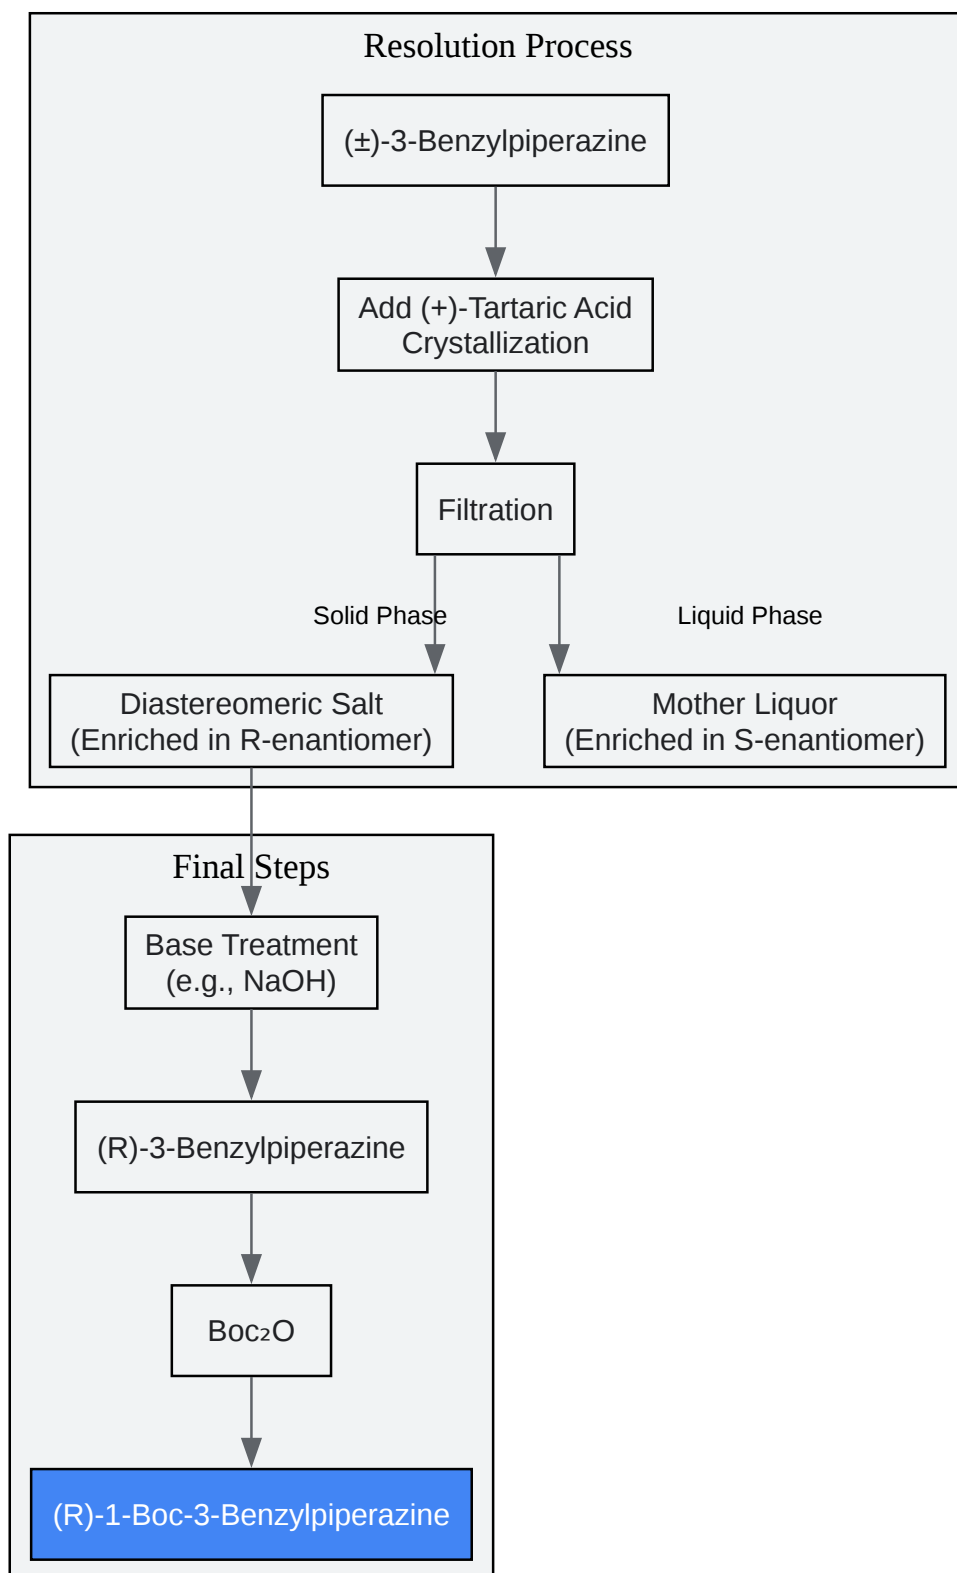 Resolution Process
(±)-3-Benzylpiperazine
Add (+)-Tartaric Acid
Crystallization
Filtration
Solid Phase
Liquid Phase
Diastereomeric Salt
(Enriched in R-enantiomer)
Mother Liquor
(Enriched in S-enantiomer)
Final Steps
Base Treatment
(e.g., NaOH)
(R)-3-Benzylpiperazine
Boc₂O
(R)-1-Boc-3-Benzylpiperazine